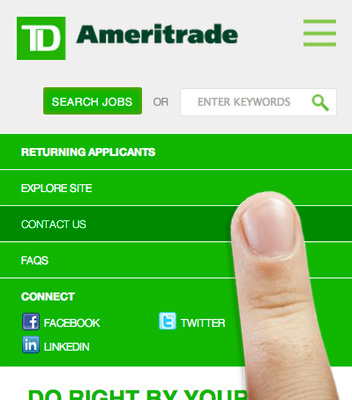 TD Ameritrade
SEARCH JOBS OR ENTER KEYWORDS
RETURNING APPLICANTS
EXPLORE SITE
CONTACT US
FAQS
CONNECT
FACEBOOK TWITTER
LINKEDIN
DO RIGHT BY YOUR